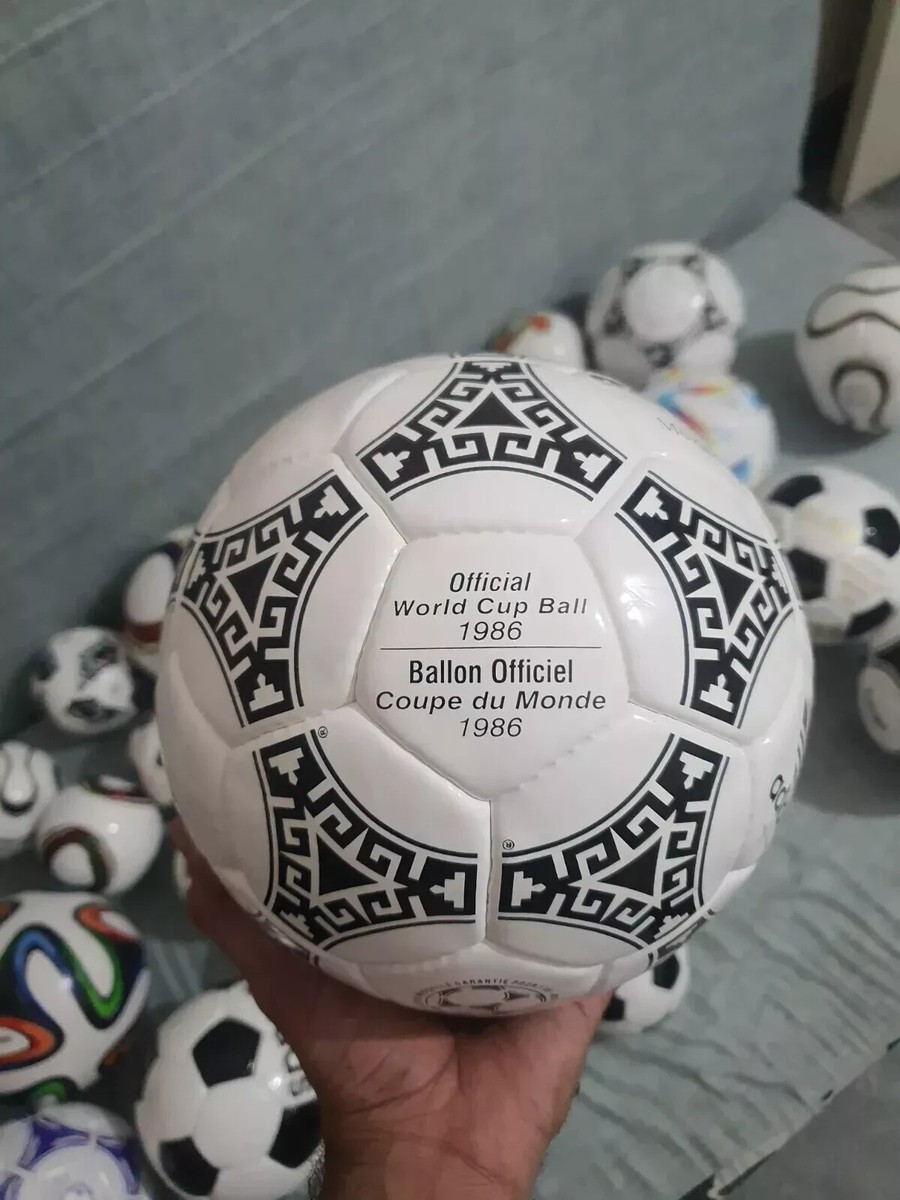 Official
World Cup Ball
1986
Ballon Officiel
Coupe du Monde
1986
®
®